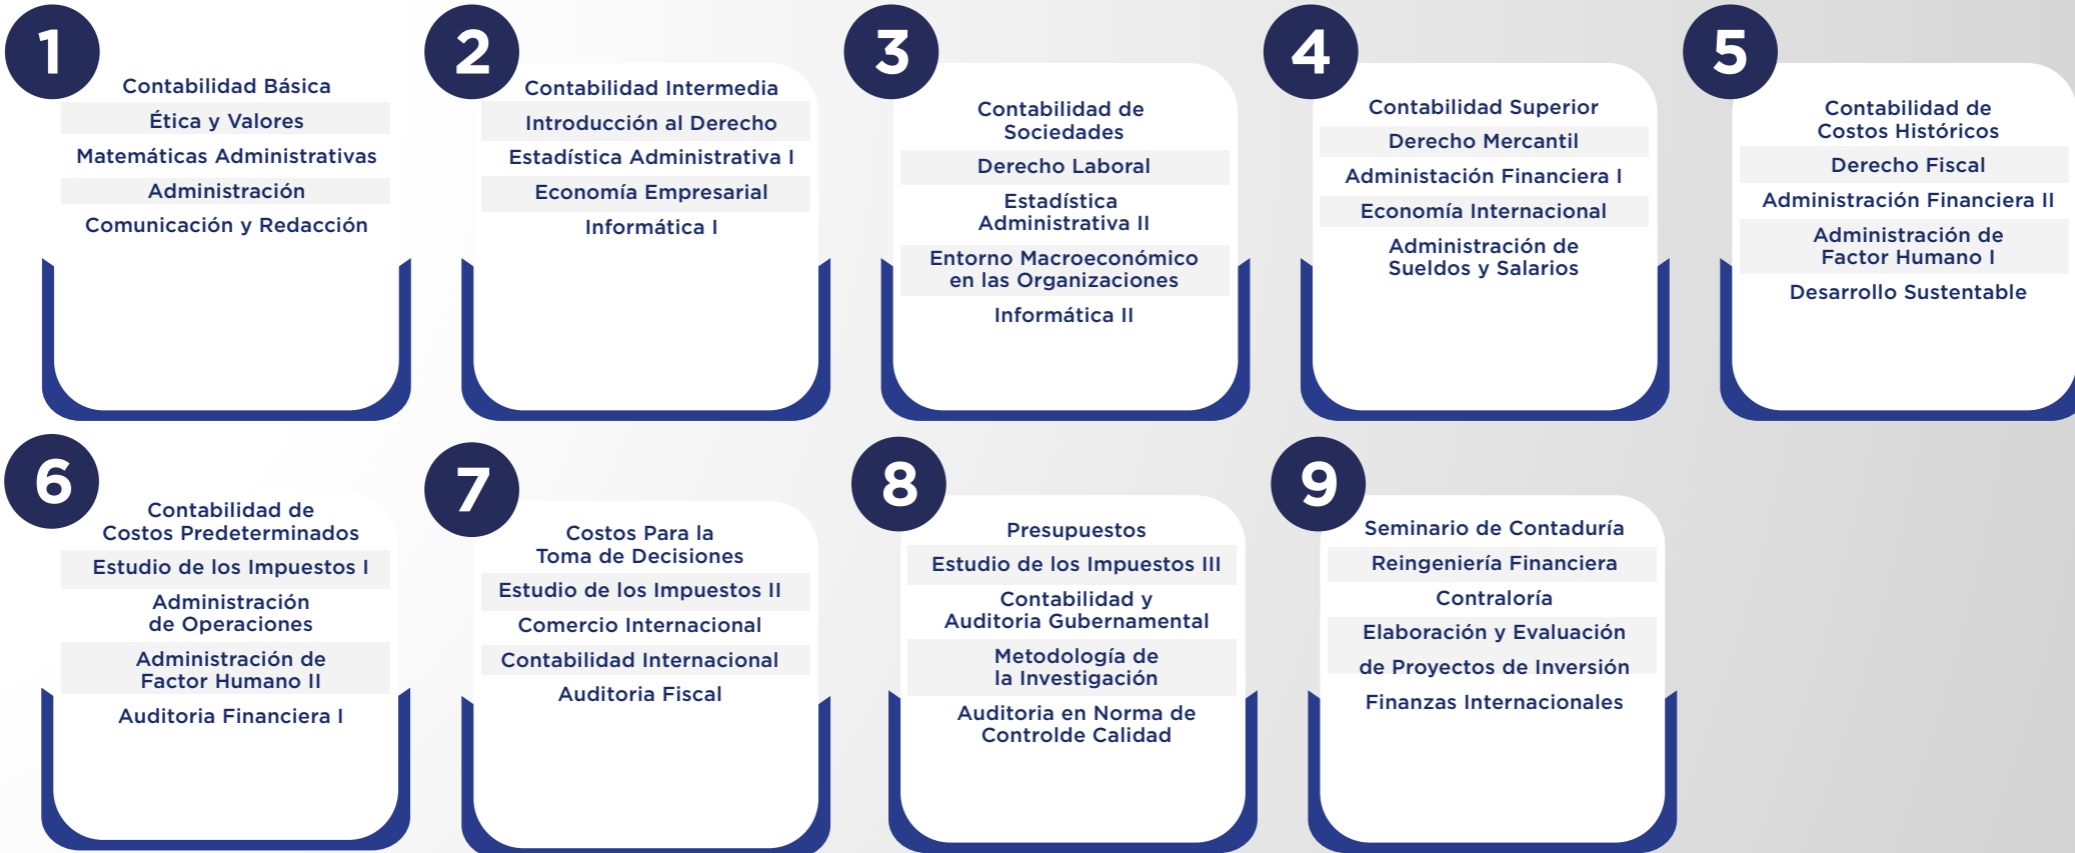 1
Contabilidad Básica
Ética y Valores
Matemáticas Administrativas
Administración
Comunicación y Redacción
2
Contabilidad Intermedia
Introducción al Derecho
Estadística Administrativa I
Economía Empresarial
Informática I
3
Contabilidad de
Sociedades
Derecho Laboral
Estadística
Administrativa II
Entorno Macroeconómico
en las Organizaciones
Informática II
4
Contabilidad Superior
Derecho Mercantil
Administación Financiera I
Economía Internacional
Administración de
Sueldos y Salarios
5
Contabilidad de
Costos Históricos
Derecho Fiscal
Administración Financiera II
Administración de
Factor Humano I
Desarrollo Sustentable
6
Contabilidad de
Costos Predeterminados
Estudio de los Impuestos I
Administración
de Operaciones
Administración de
Factor Humano II
Auditoria Financiera I
7
Costos Para la
Toma de Decisiones
Estudio de los Impuestos II
Comercio Internacional
Contabilidad Internacional
Auditoria Fiscal
8
Presupuestos
Estudio de los Impuestos III
Contabilidad y
Auditoria Gubernamental
Metodología de
la Investigación
Auditoria en Norma de
Controlde Calidad
9
Seminario de Contaduría
Reingeniería Financiera
Contraloría
Elaboración y Evaluación
de Proyectos de Inversión
Finanzas Internacionales